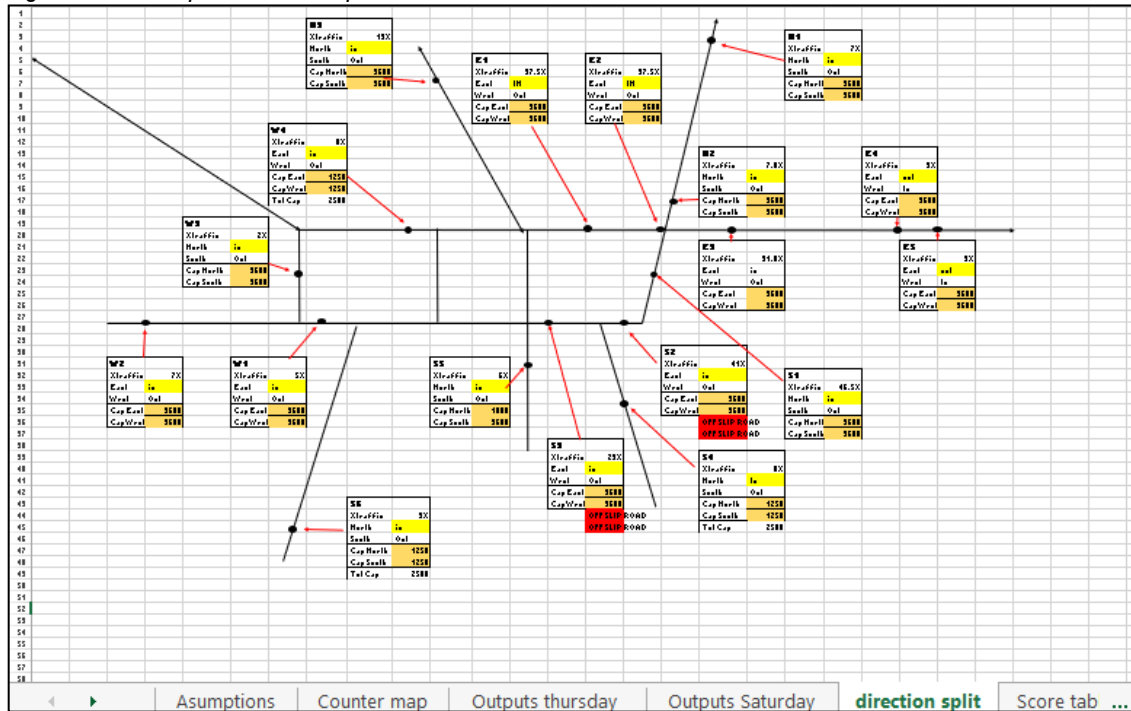 N3
%traffic 19%
North in
South Out
Cap North 3600
Cap South 3600
E1
%traffic 37.5%
East IN
West Out
Cap East 3600
Cap West 3600
E2
%traffic 37.5%
East IN
West Out
Cap East 3600
Cap West 3600
N1
%traffic 7%
North in
South Out
Cap North 3600
Cap South 3600
W4
%traffic 8%
East in
West Out
Cap East 1250
Cap West 1250
Tot Cap 2500
N2
%traffic 7.8%
North in
South Out
Cap North 3600
Cap South 3600
E4
%traffic 9%
East out
West In
Cap East 3600
Cap West 3600
W3
%traffic 2%
North in
South Out
Cap North 3600
Cap South 3600
E3
%traffic 31.8%
East in
West Out
Cap East 3600
Cap West 3600
E5
%traffic 9%
East out
West In
Cap East 3600
Cap West 3600
W2
%traffic 7%
East in
West Out
Cap East 3600
Cap West 3600
W1
%traffic 5%
East in
West Out
Cap East 3600
Cap West 3600
S5
%traffic 6%
North in
South Out
Cap North 1800
Cap South 3600
S2
%traffic 41%
East in
West Out
Cap East 3600
Cap West 3600
OFF SLIP ROAD
OFF SLIP ROAD
S1
%traffic 46.5%
North in
South Out
Cap North 3600
Cap South 3600
S3
%traffic 29%
East in
West Out
Cap East 3600
Cap West 3600
OFF SLIP ROAD
OFF SLIP ROAD
S4
%traffic 8%
North In
South Out
Cap North 1250
Cap South 1250
Tot Cap 2500
S6
%traffic 9%
North in
South Out
Cap North 1250
Cap South 1250
Tot Cap 2500
Asumptions Counter map Outputs thursday Outputs Saturday direction split Score tab ...